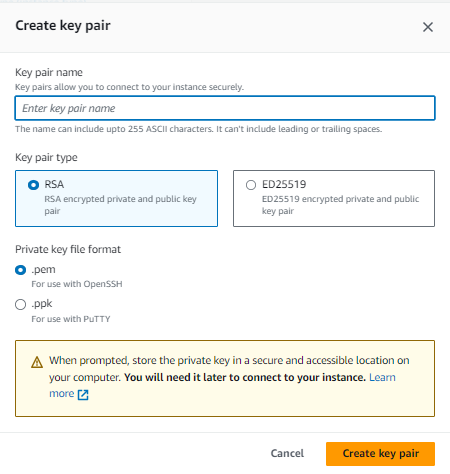 Create key pair
Key pair name
Key pairs allow you to connect to your instance securely.
Enter key pair name
The name can include upto 255 ASCII characters. It can't include leading or trailing spaces.
Key pair type
RSA
RSA encrypted private and public key
pair
ED25519
ED25519 encrypted private and public
key pair
Private key file format
.pem
For use with OpenSSH
.ppk
For use with PuTTY
When prompted, store the private key in a secure and accessible location on
your computer. You will need it later to connect to your instance. Learn
more
Cancel
Create key pair